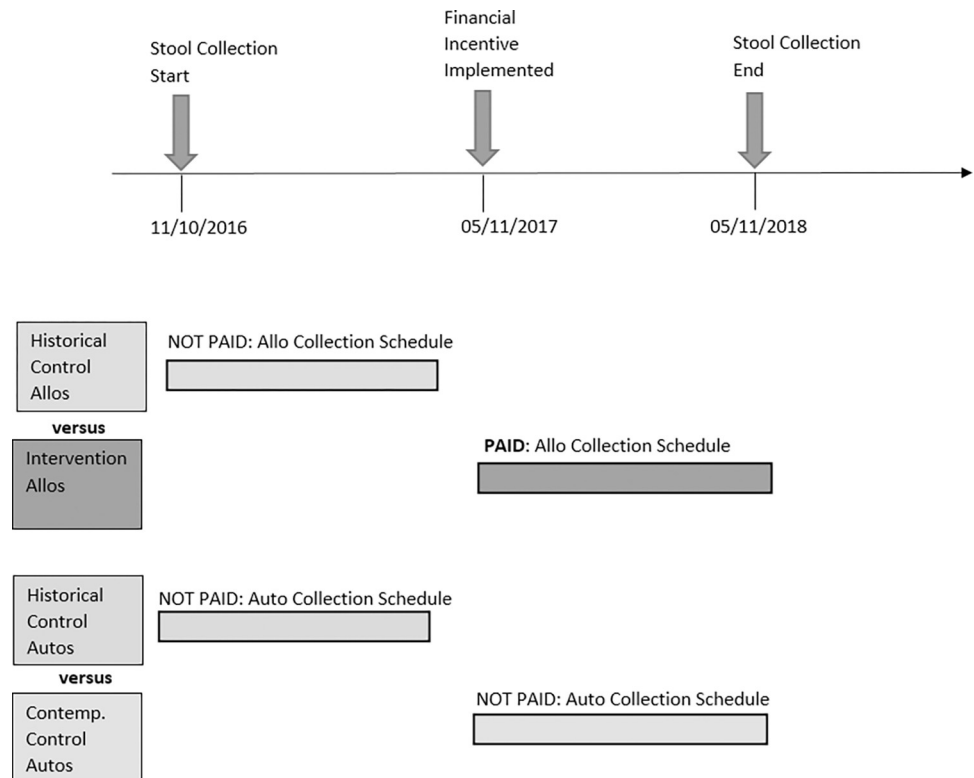 Stool Collection
Start
Financial
Incentive
Implemented
Stool Collection
End
11/10/2016
05/11/2017
05/11/2018
Historical
Control
Allos
NOT PAID: Allo Collection Schedule
versus
Intervention
Allos
PAID: Allo Collection Schedule
Historical
Control
Autos
NOT PAID: Auto Collection Schedule
versus
Contemp.
Control
Autos
NOT PAID: Auto Collection Schedule